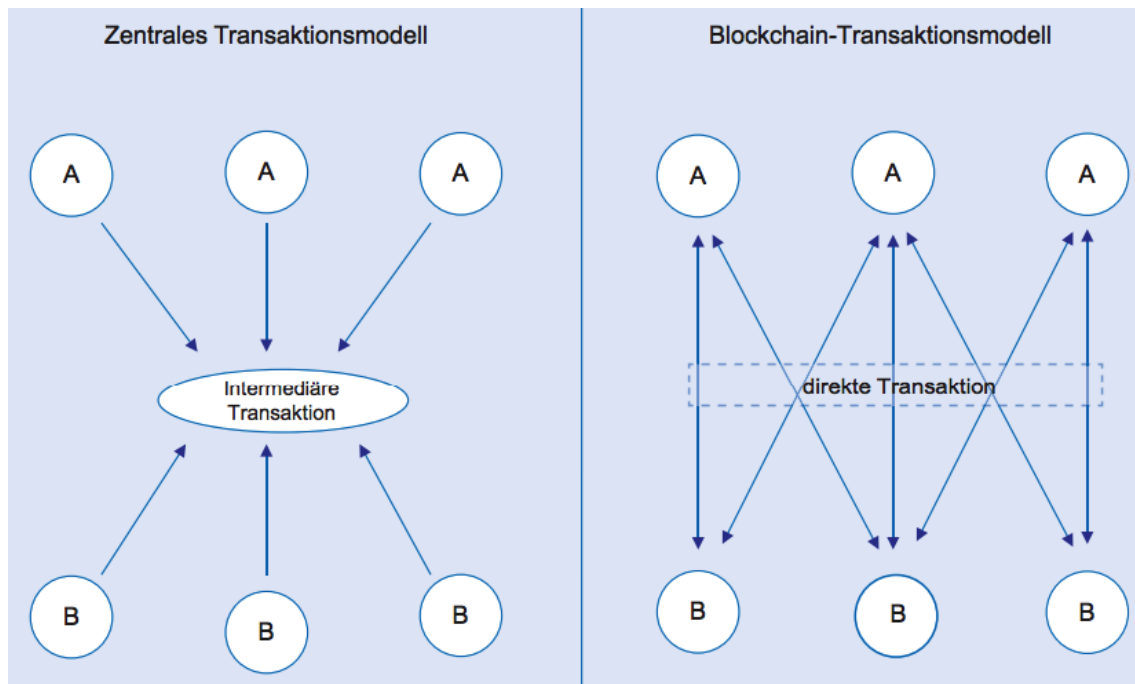 Zentrales Transaktionsmodell
Blockchain-Transaktionsmodell
A
A
A
A
A
A
Intermediäre
Transaktion
direkte Transaktion
B
B
B
B
B
B